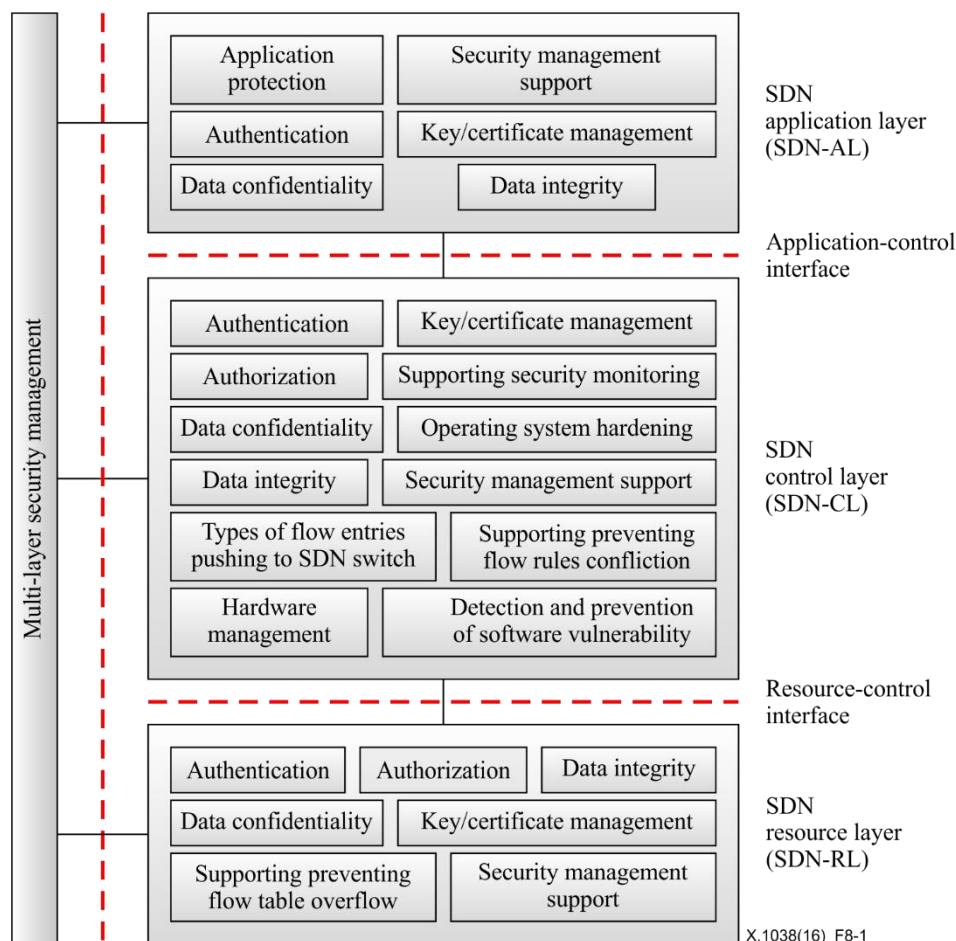 Multi-layer security management
Application
protection
Security management
support
Authentication
Key/certificate management
Data confidentiality
Data integrity
SDN
application layer
(SDN-AL)
Application-control
interface
Authentication
Key/certificate management
Authorization
Supporting security monitoring
Data confidentiality
Operating system hardening
Data integrity
Security management support
Types of flow entries
pushing to SDN switch
Supporting preventing
flow rules confliction
Hardware
management
Detection and prevention
of software vulnerability
SDN
control layer
(SDN-CL)
Resource-control
interface
Authentication
Authorization
Data integrity
Data confidentiality
Key/certificate management
Supporting preventing
flow table overflow
Security management
support
SDN
resource layer
(SDN-RL)
X.1038(16)_F8-1